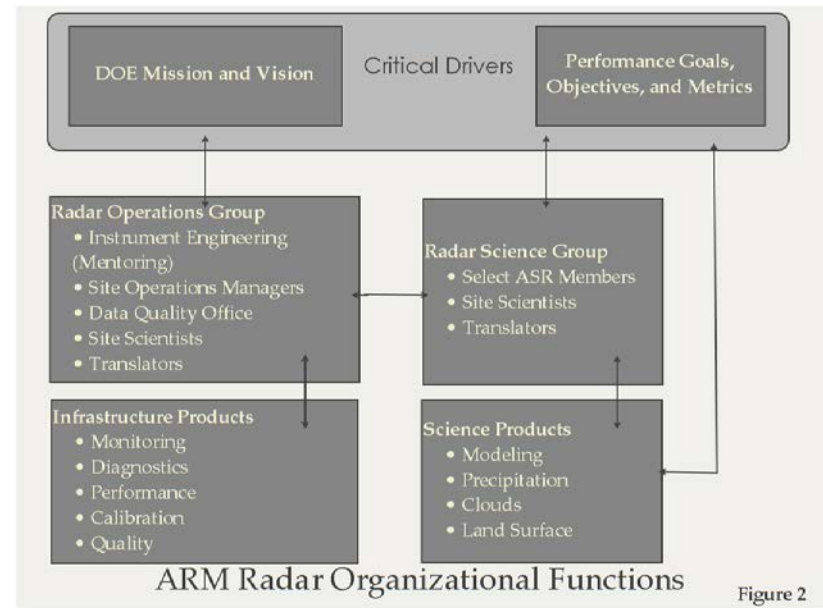 DOE Mission and Vision
Critical Drivers
Performance Goals,
Objectives, and Metrics
Radar Operations Group
• Instrument Engineering
(Mentoring)
• Site Operations Managers
• Data Quality Office
• Site Scientists
• Translators
Radar Science Group
• Select ASR Members
• Site Scientists
• Translators
Infrastructure Products
• Monitoring
• Diagnostics
• Performance
• Calibration
• Quality
Science Products
• Modeling
• Precipitation
• Clouds
• Land Surface
ARM Radar Organizational Functions
Figure 2